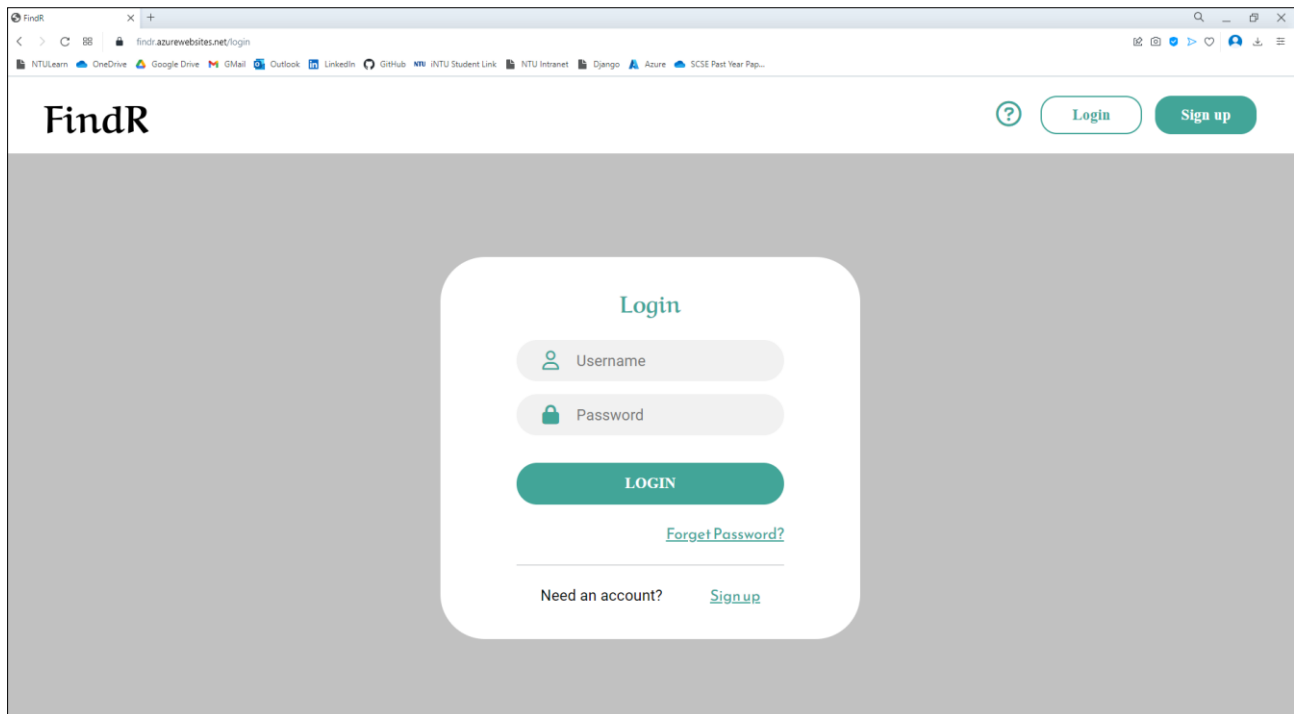 FindR
findr.azurewebsites.net/login
NTULearn OneDrive Google Drive GMail Outlook LinkedIn GitHub NTU iNTU Student Link NTU Intranet Django Azure SCSE Past Year Pap...
FindR
? Login Sign up
Login
Username
Password
LOGIN
Forget Password?
Need an account? Sign up